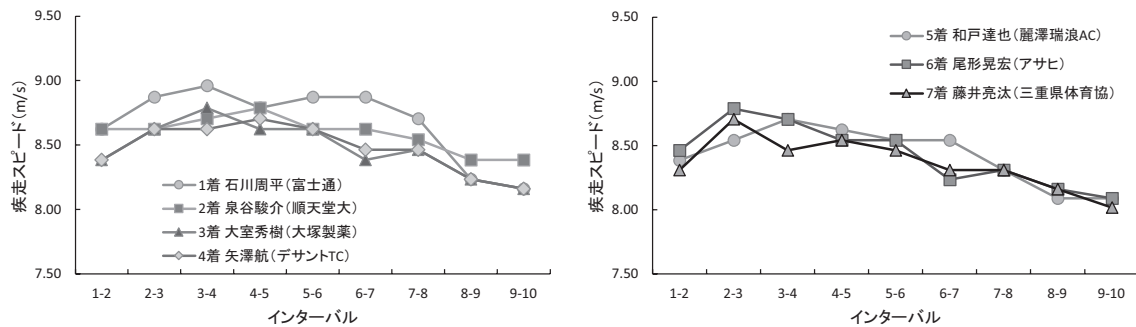 9.50
9.00
8.50
8.00
7.50
疾走スピード(m/s)
1着 石川周平(富士通)
2着 泉谷駿介(順天堂大)
3着 大室秀樹(大塚製薬)
4着 矢澤航(デサントTC)
1-2 2-3 3-4 4-5 5-6 6-7 7-8 8-9 9-10
インターバル
9.50
9.00
8.50
8.00
7.50
疾走スピード(m/s)
5着 和戸達也(麗澤瑞浪AC)
6着 尾形晃宏(アサヒ)
7着 藤井亮汰(三重県体育協)
1-2 2-3 3-4 4-5 5-6 6-7 7-8 8-9 9-10
インターバル